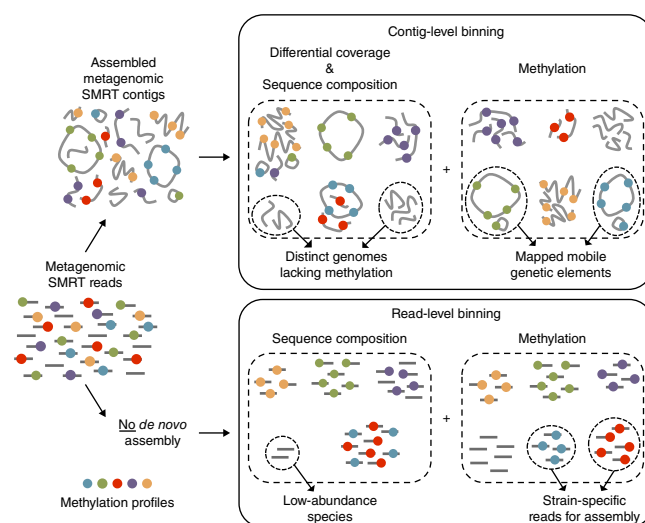 Contig-level binning
Assembled
metagenomic
SMRT contigs
Differential coverage
&
Sequence composition
Methylation
+
Distinct genomes
lacking methylation
Mapped mobile
genetic elements
Metagenomic
SMRT reads
Read-level binning
Sequence composition
Methylation
+
No de novo
assembly
Low-abundance
species
Strain-specific
reads for assembly
Methylation profiles